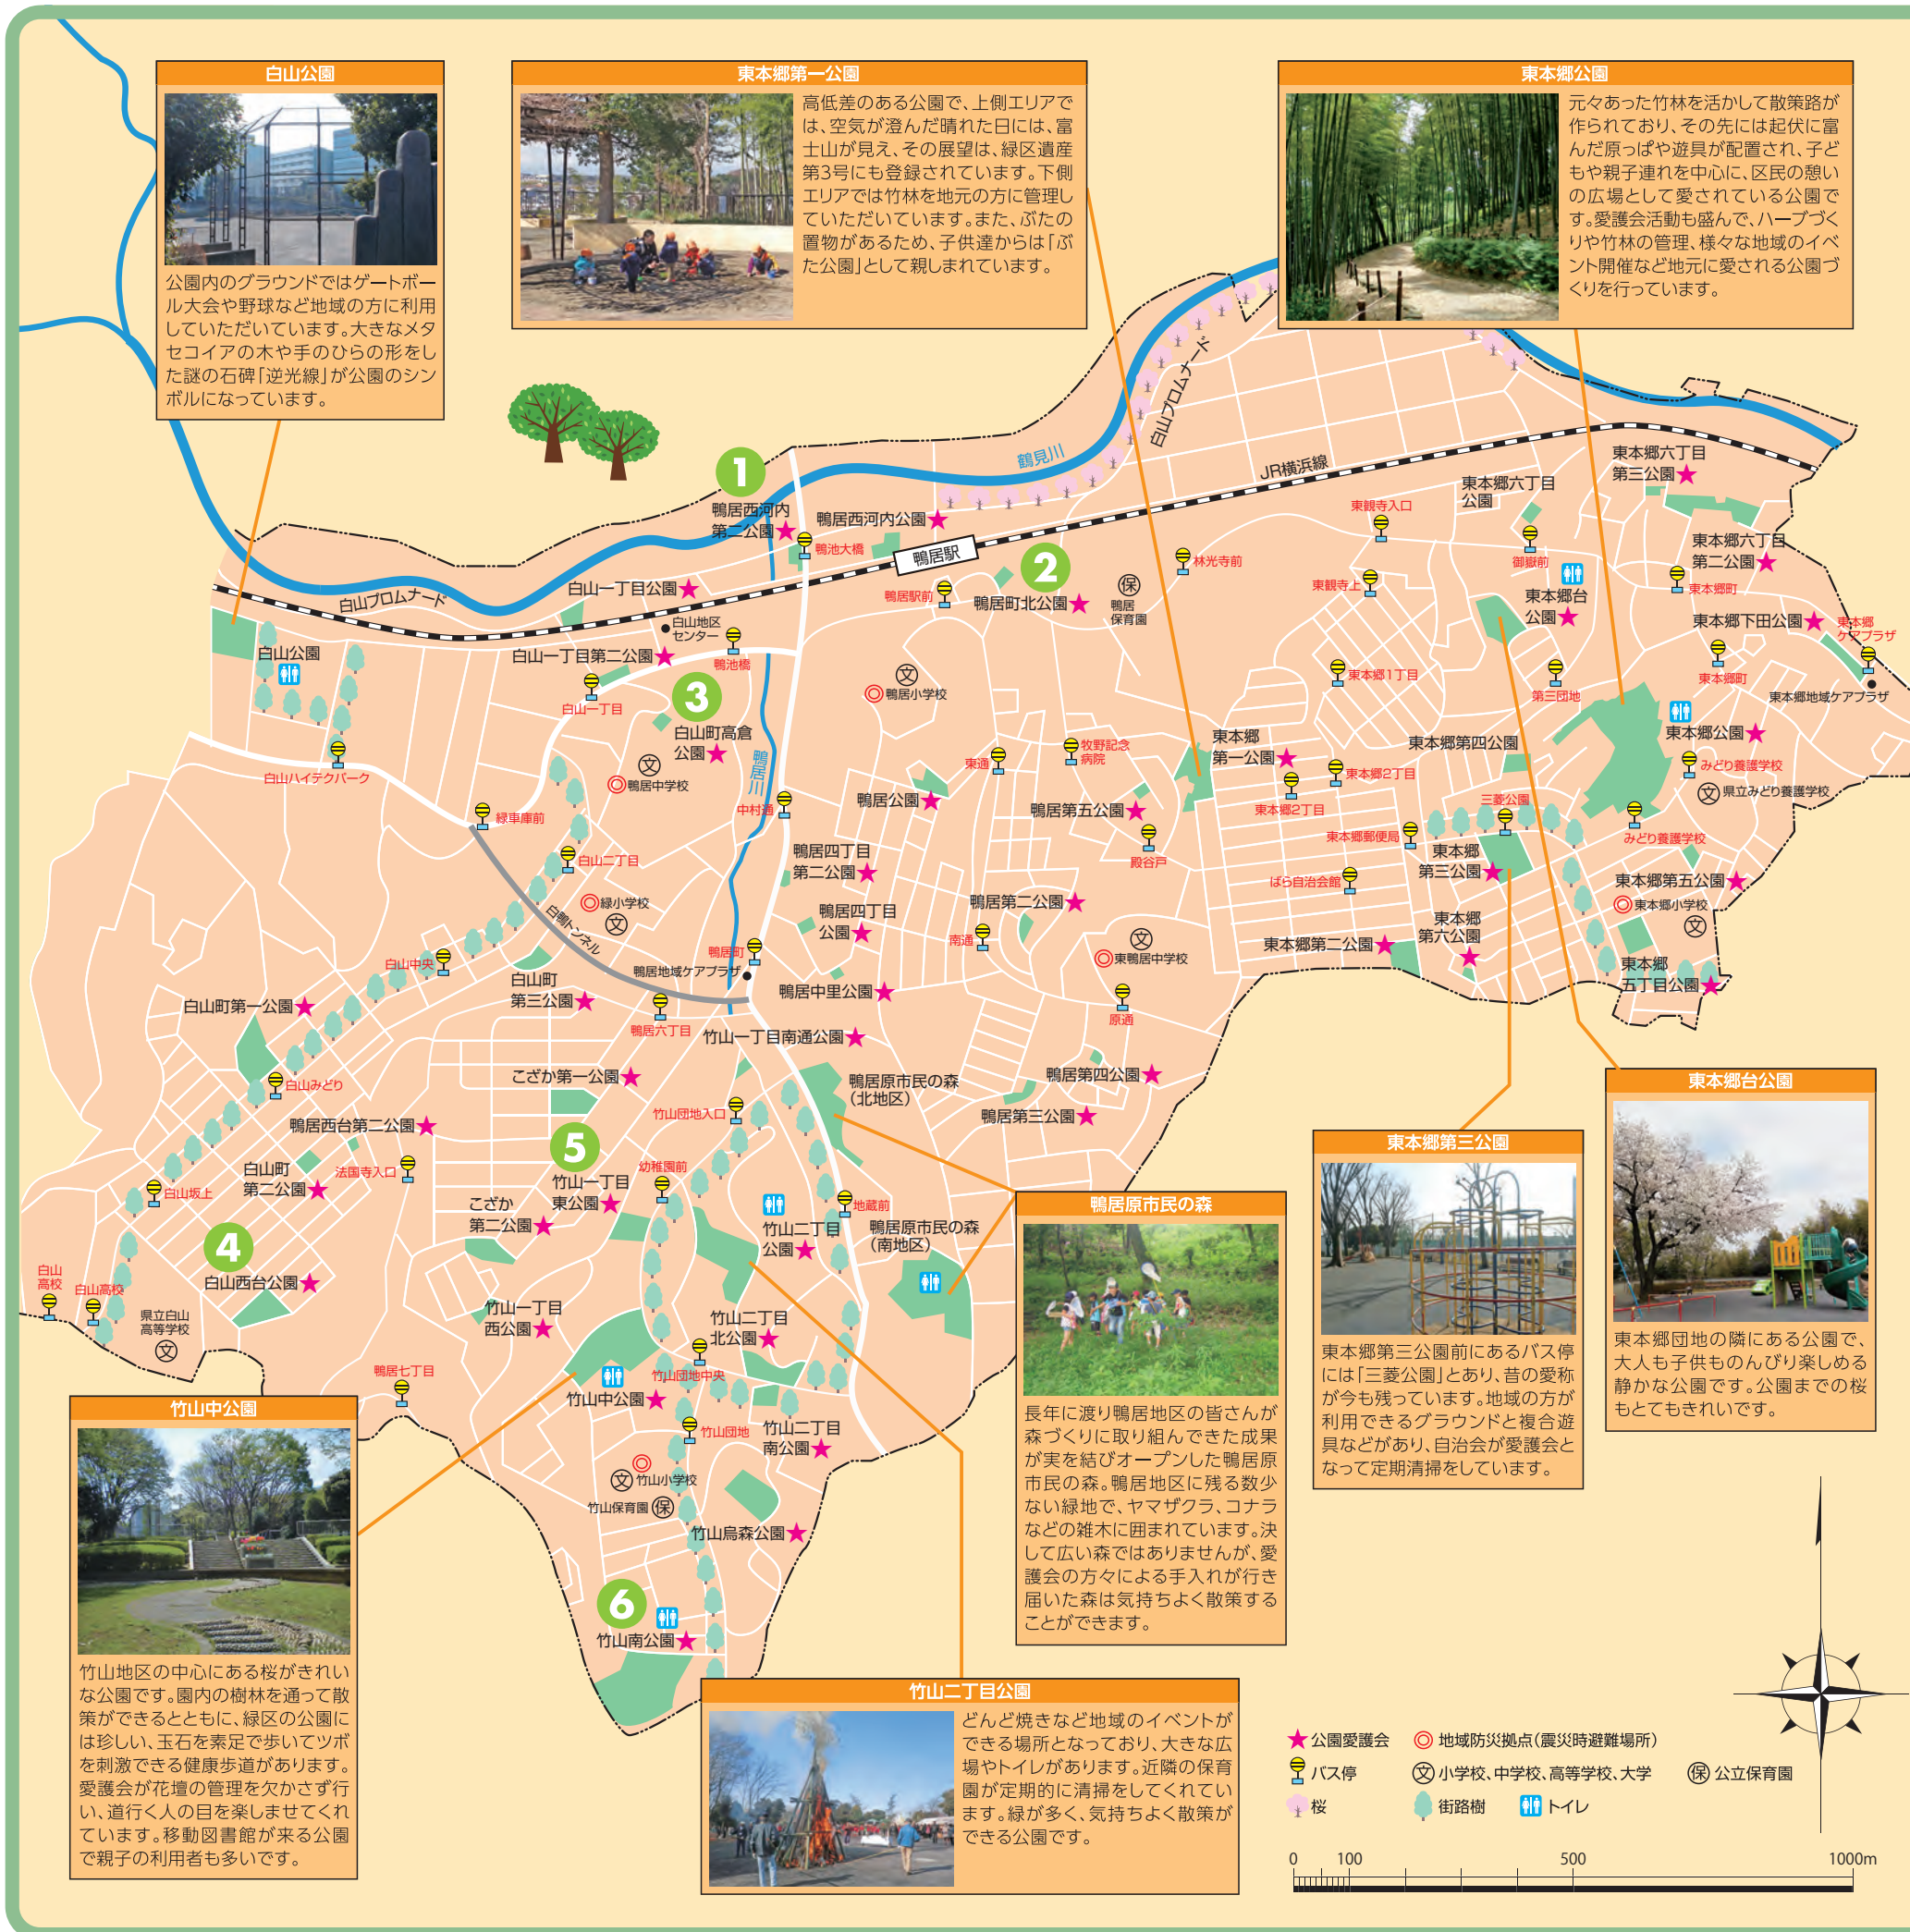 白山公園
公園内のグラウンドではゲートボー
ル大会や野球など地域の方に利用
していただいています。大きなメタ
セコイアの木や手のひらの形をし
た謎の石碑「逆光線」が公園のシン
ボルになっています。
東本郷第一公園
高低差のある公園で、上側エリアで
は、空気が澄んだ晴れた日には、富
士山が見え、その展望は、緑区遺産
第3号にも登録されています。下側
エリアでは竹林を地元の方に管理し
ていただいています。また、ぶたの
置物があるため、子供達からは「ぶ
た公園」として親しまれています。
東本郷公園
元々あった竹林を活かして散策路が
作られており、その先には起伏に富
んだ原っぱや遊具が配置され、子ど
もや親子連れを中心に、区民の憩い
の広場として愛されている公園で
す。愛護会活動も盛んで、ハーブづく
りや竹林の管理、様々な地域のイベ
ント開催など地元に愛される公園づ
くりを行っています。
白山プロムナード
鶴見川
JR横浜線
1
鴨居西河内
第二公園
鴨居西河内公園
鴨池大橋
鴨居駅
鴨居駅前
2
鴨居町北公園
鴨居
保育園
保
林光寺前
東観寺入口
東観寺上
東本郷六丁目
公園
御嶽前
東本郷六丁目
第三公園
東本郷六丁目
第二公園
東本郷町
東本郷台
公園
東本郷下田公園
東本郷
ケアプラザ
東本郷町
東本郷地域ケアプラザ
白山プロムナード
白山一丁目公園
白山地区
センター
白山一丁目第二公園
鴨池橋
白山公園
白山一丁目
3
白山町高倉
公園
文
鴨居小学校
東本郷1丁目
第三団地
白山ハイテクパーク
文
鴨居中学校
鴨居川
東通
牧野記念
病院
東本郷
第一公園
東本郷第四公園
東本郷公園
東本郷2丁目
東本郷2丁目
みどり養護学校
文
県立みどり養護学校
緑車庫前
中村通
鴨居公園
鴨居第五公園
殿谷戸
三菱公園
東本郷郵便局
みどり養護学校
白山二丁目
鴨居四丁目
第二公園
ばら自治会館
東本郷
第三公園
東本郷第五公園
緑小学校
文
白鴨トンネル
鴨居四丁目
公園
鴨居第二公園
南通
文
東鴨居中学校
東本郷第二公園
東本郷
第六公園
東本郷小学校
文
白山中央
鴨居町
鴨居地域ケアプラザ
東本郷
五丁目公園
白山町
第三公園
鴨居中里公園
原通
白山町第一公園
鴨居六丁目
竹山一丁目南通公園
こざか第一公園
鴨居原市民の森
(北地区)
鴨居第四公園
白山みどり
竹山団地入口
鴨居第三公園
鴨居西台第二公園
5
竹山一丁目
東公園
幼稚園前
白山町
第二公園
法国寺入口
白山坂上
こざか
第二公園
竹山二丁目
公園
地蔵前
鴨居原市民の森
(南地区)
4
白山西台公園
白山
高校
白山高校
県立白山
高等学校
文
竹山一丁目
西公園
竹山二丁目
北公園
鴨居七丁目
竹山団地中央
竹山中公園
竹山団地
竹山二丁目
南公園
文
竹山小学校
竹山保育園
保
竹山烏森公園
6
竹山南公園
東本郷台公園
東本郷団地の隣にある公園で、
大人も子供ものんびり楽しめる
静かな公園です。公園までの桜
もとてもきれいです。
東本郷第三公園
東本郷第三公園前にあるバス停
には「三菱公園」とあり、昔の愛称
が今も残っています。地域の方が
利用できるグラウンドと複合遊
具などがあり、自治会が愛護会と
なって定期清掃をしています。
鴨居原市民の森
長年に渡り鴨居地区の皆さんが
森づくりに取り組んできた成果
が実を結びオープンした鴨居原
市民の森。鴨居地区に残る数少
ない緑地で、ヤマザクラ、コナラ
などの雑木に囲まれています。決
して広い森ではありませんが、愛
護会の方々による手入れが行き
届いた森は気持ちよく散策する
ことができます。
竹山中公園
竹山地区の中心にある桜がきれい
な公園です。園内の樹林を通って散
策ができるとともに、緑区の公園に
は珍しい、玉石を素足で歩いてツボ
を刺激できる健康歩道があります。
愛護会が花壇の管理を欠かさず行
い、道行く人の目を楽しませてくれ
ています。移動図書館が来る公園
で親子の利用者も多いです。
竹山二丁目公園
どんど焼きなど地域のイベントが
できる場所となっており、大きな広
場やトイレがあります。近隣の保育
園が定期的に清掃をしてくれてい
ます。緑が多く、気持ちよく散策が
できる公園です。
公園愛護会
地域防災拠点(震災時避難場所)
バス停
文 小学校、中学校、高等学校、大学
保 公立保育園
桜
街路樹
トイレ
0 100 500 1000m